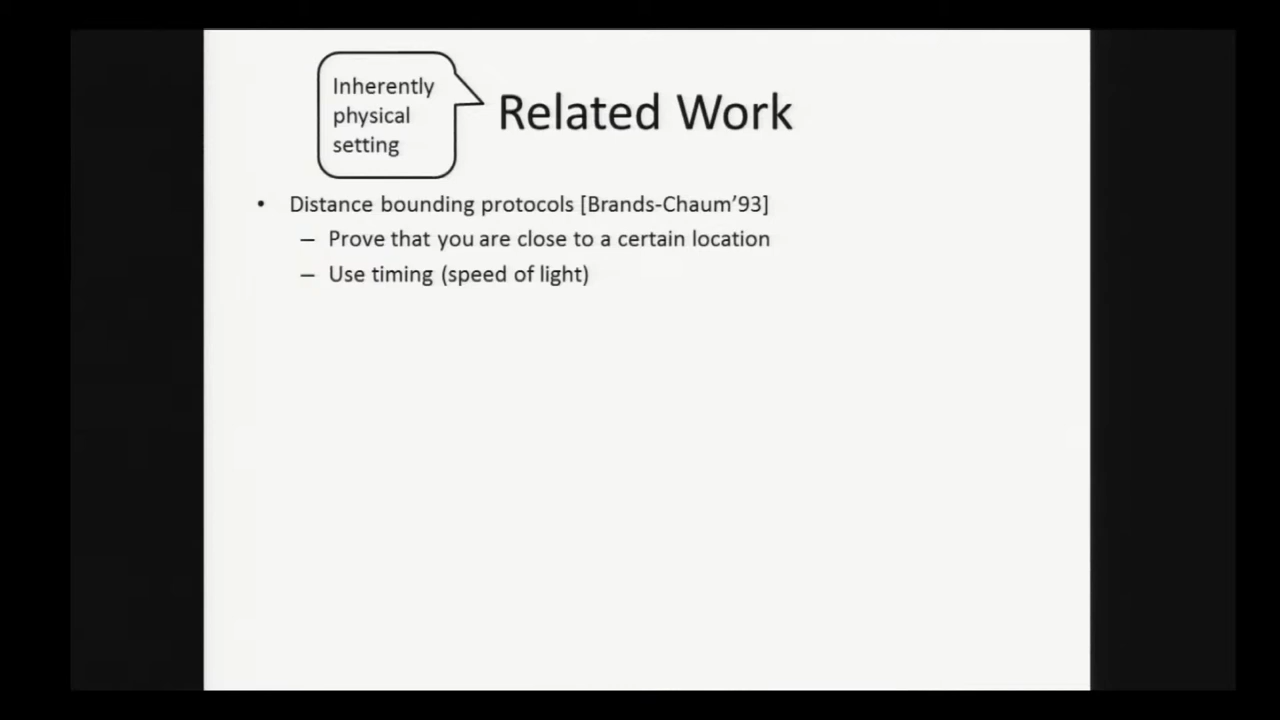 Inherently
physical
setting
Related Work
• Distance bounding protocols [Brands-Chaum’93]
– Prove that you are close to a certain location
– Use timing (speed of light)